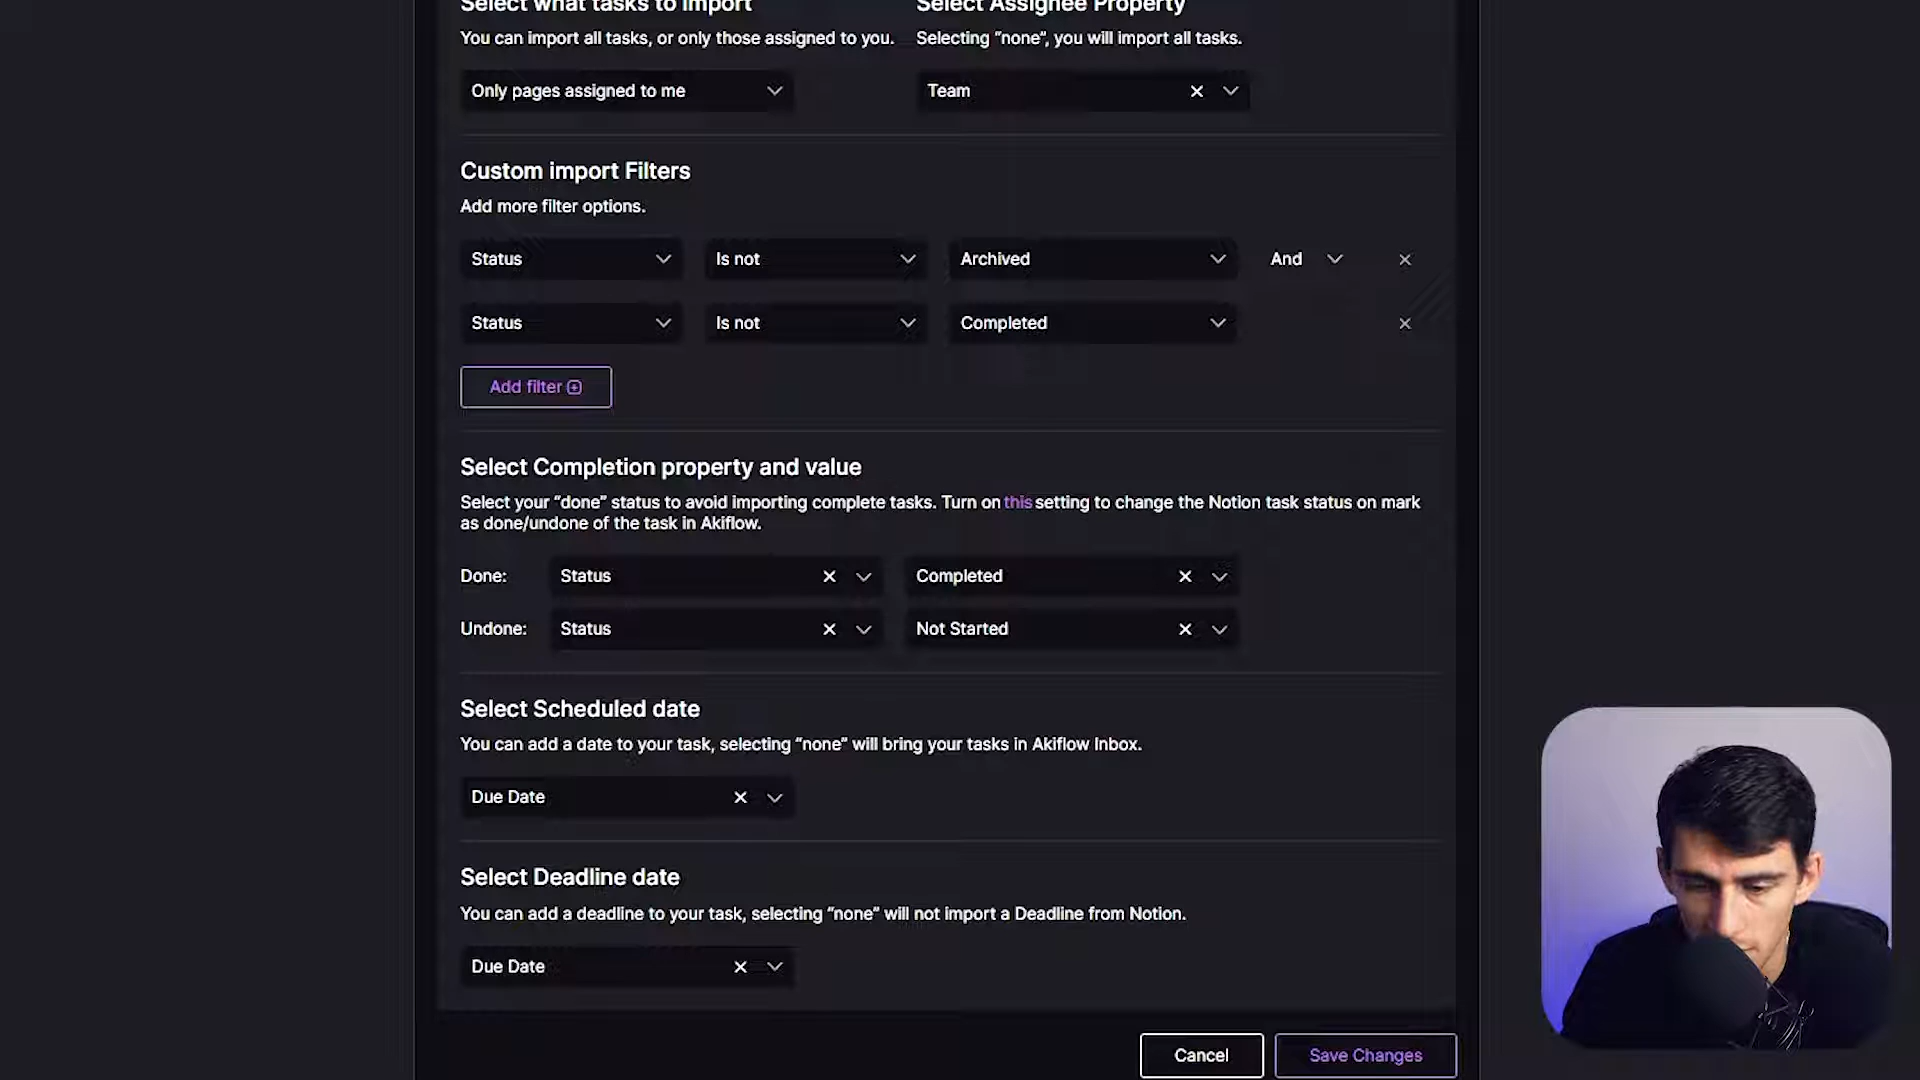 Select what tasks to import
Select Assignee Property
You can import all tasks, or only those assigned to you.
Selecting “none”, you will import all tasks.
Only pages assigned to me
Team
Custom import Filters
Add more filter options.
Status Is not Archived And
Status Is not Completed
Add filter
Select Completion property and value
Select your “done” status to avoid importing complete tasks. Turn on this setting to change the Notion task status on mark
as done/undone of the task in Akiflow.
Done: Status Completed
Undone: Status Not Started
Select Scheduled date
You can add a date to your task, selecting “none” will bring your tasks in Akiflow Inbox.
Due Date
Select Deadline date
You can add a deadline to your task, selecting “none” will not import a Deadline from Notion.
Due Date
Cancel Save Changes